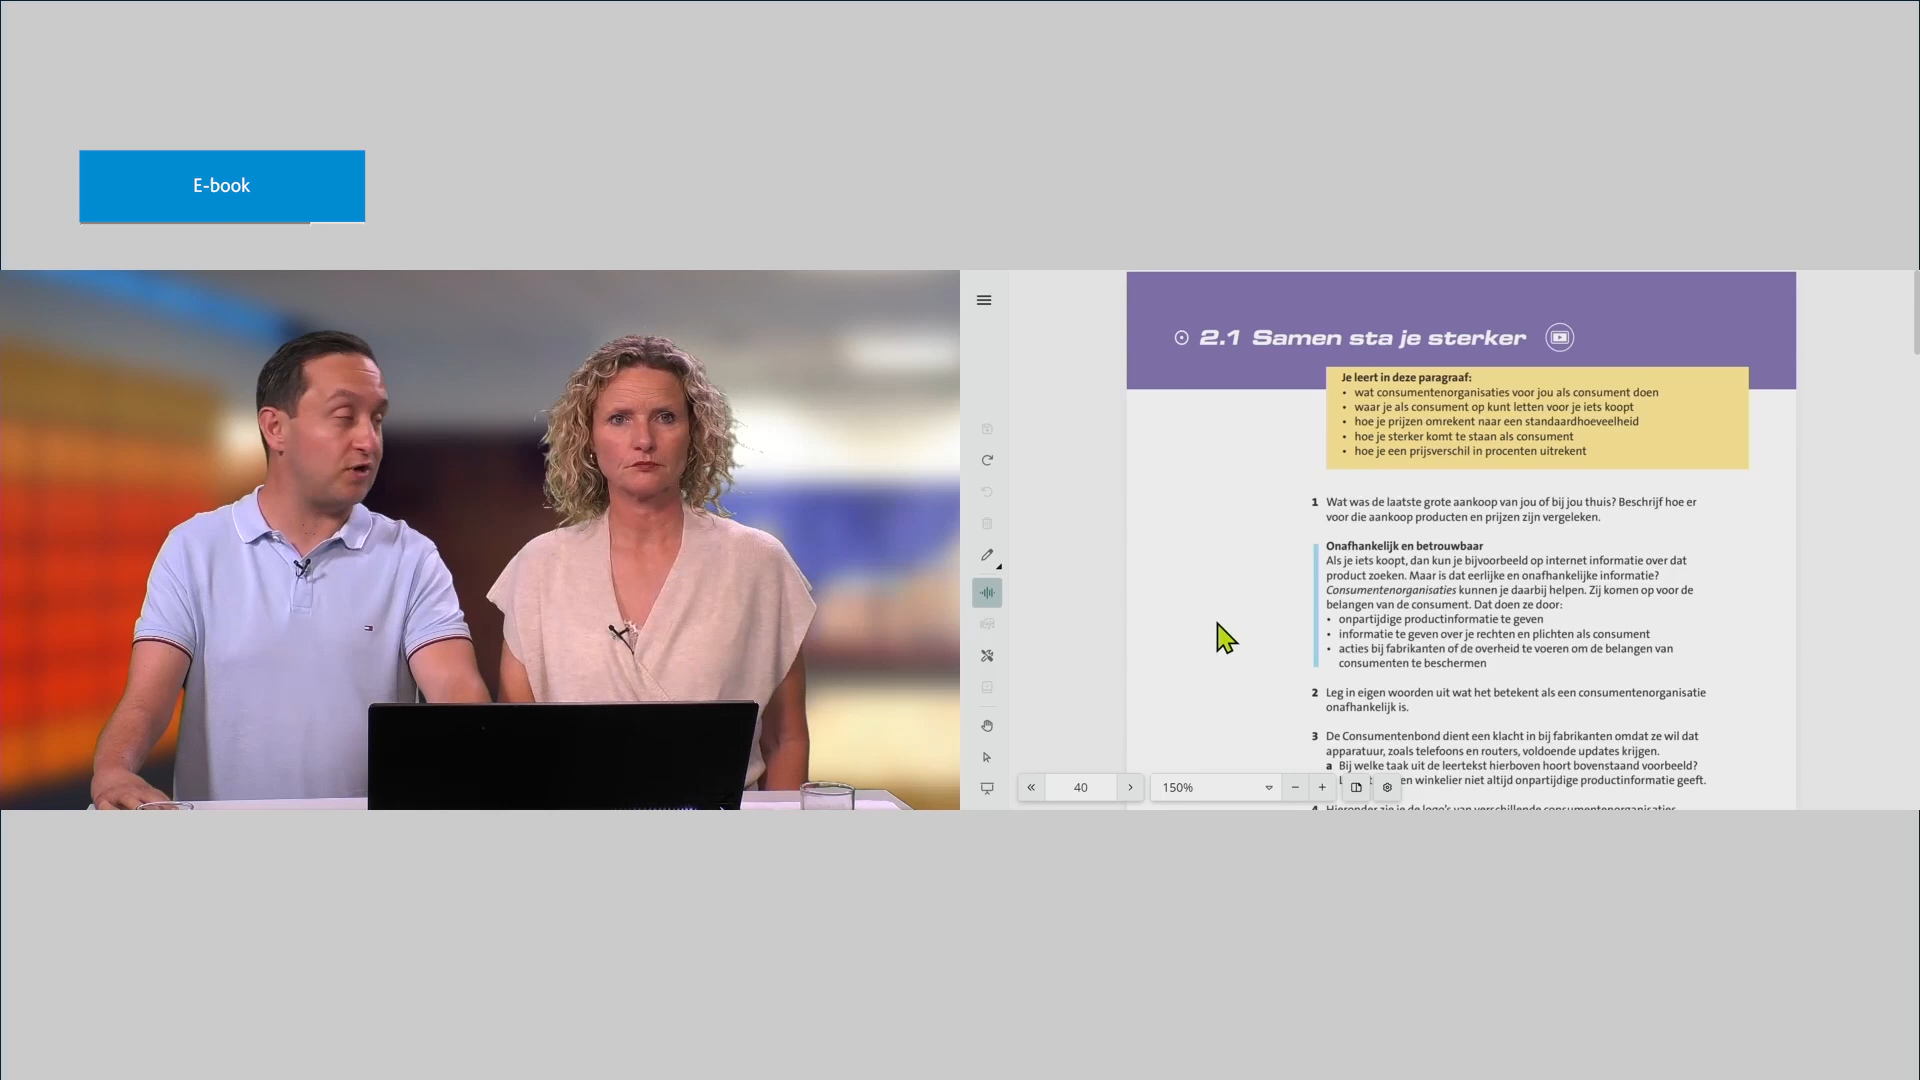 E-book
2.1 Samen sta je sterker
Je leert in deze paragraaf:
• wat consumentenorganisaties voor jou als consument doen
• waar je als consument op kunt letten voor je iets koopt
• hoe je prijzen omrekent naar een standaardhoeveelheid
• hoe je sterker komt te staan als consument
• hoe je een prijsverschil in procenten uitrekent
1 Wat was de laatste grote aankoop van jou of bij jou thuis? Beschrijf hoe er
voor die aankoop producten en prijzen zijn vergeleken.
Onafhankelijk en betrouwbaar
Als je iets koopt, dan kun je bijvoorbeeld op internet informatie over dat
product zoeken. Maar is dat eerlijke en onafhankelijke informatie?
Consumentenorganisaties kunnen je daarbij helpen. Zij komen op voor de
belangen van de consument. Dat doen ze door:
• onpartijdige productinformatie te geven
• informatie te geven over je rechten en plichten als consument
• acties bij fabrikanten of de overheid te voeren om de belangen van
consumenten te beschermen
2 Leg in eigen woorden uit wat het betekent als een consumentenorganisatie
onafhankelijk is.
3 De Consumentenbond dient een klacht in bij fabrikanten omdat ze wil dat
apparatuur, zoals telefoons en routers, voldoende updates krijgen.
a Bij welke taak uit de leertekst hierboven hoort bovenstaand voorbeeld?
en winkelier niet altijd onpartijdige productinformatie geeft.
4 Hieronder zie je de logo's van verschillende consumentenorganisaties.
40
150%